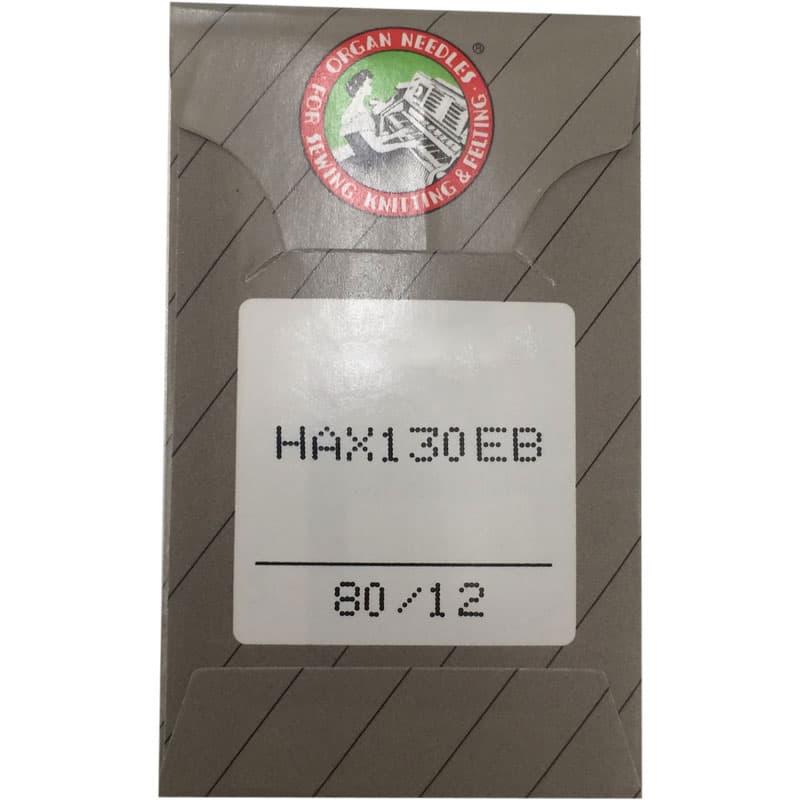 ORGAN NEEDLES ®
FOR SEWING, KNITTING & FELTING
HAX130EB
80/12